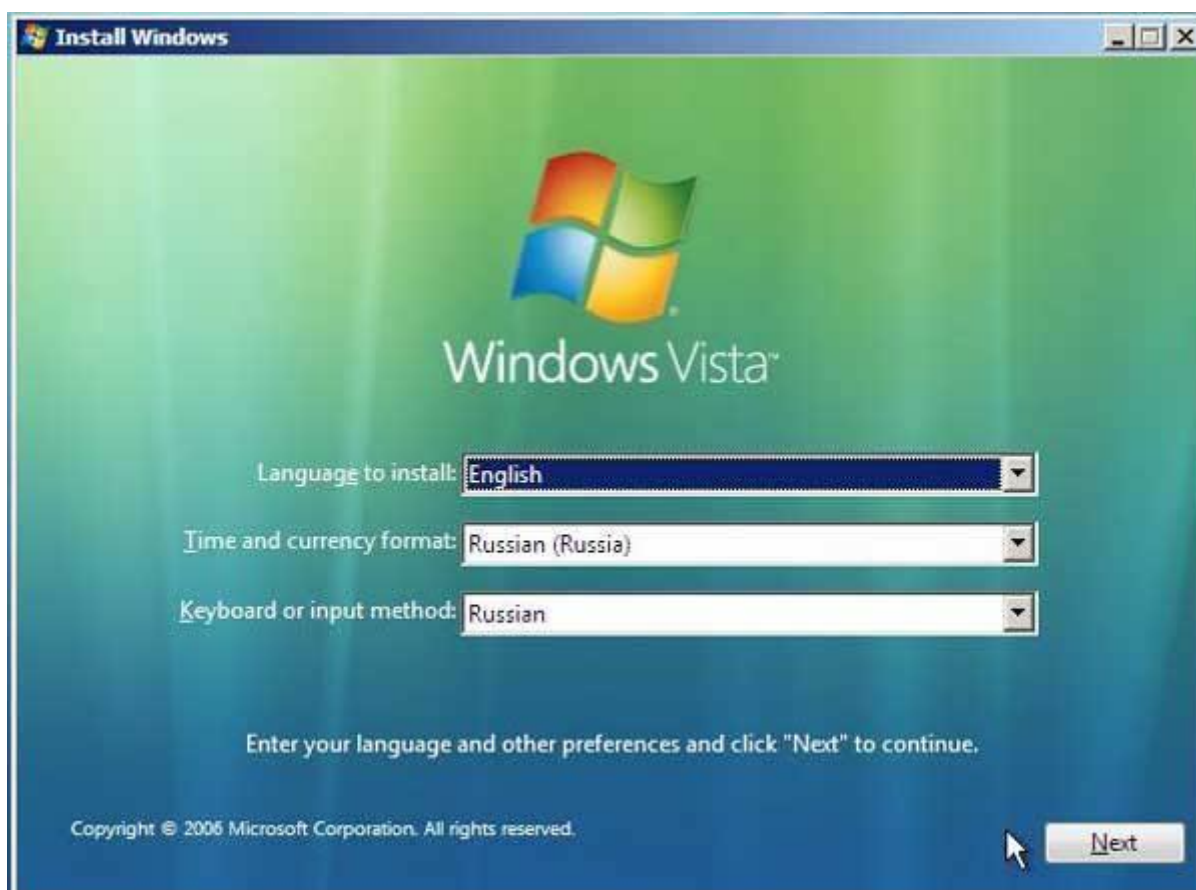 Install Windows
Windows Vista™
Language to install: English
Time and currency format: Russian (Russia)
Keyboard or input method: Russian
Enter your language and other preferences and click "Next" to continue.
Copyright © 2006 Microsoft Corporation. All rights reserved.
Next